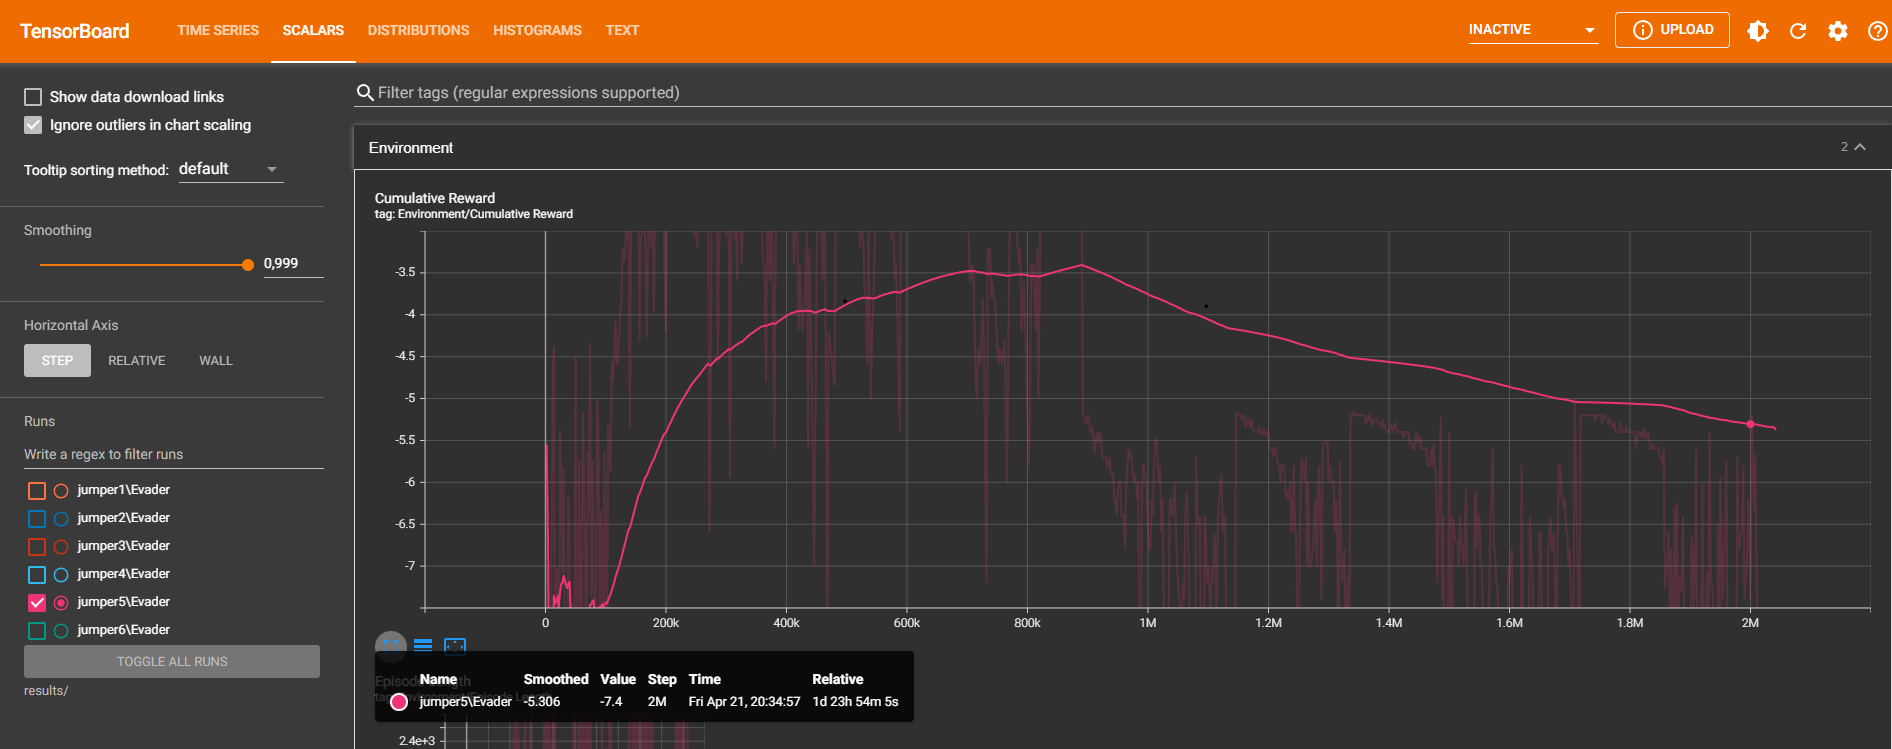 TensorBoard
TIME SERIES
SCALARS
DISTRIBUTIONS
HISTOGRAMS
TEXT
INACTIVE
UPLOAD
Show data download links
Ignore outliers in chart scaling
Tooltip sorting method: default
Smoothing
0,999
Horizontal Axis
STEP
RELATIVE
WALL
Runs
Write a regex to filter runs
jumper1\Evader
jumper2\Evader
jumper3\Evader
jumper4\Evader
jumper5\Evader
jumper6\Evader
TOGGLE ALL RUNS
results/
Filter tags (regular expressions supported)
Environment
2
Cumulative Reward
tag: Environment/Cumulative Reward
-3.5
-4
-4.5
-5
-5.5
-6
-6.5
-7
0 200k 400k 600k 800k 1M 1.2M 1.4M 1.6M 1.8M 2M
Episode Length
tag: Environment/Episode Length
Name Smoothed Value Step Time Relative
jumper5\Evader -5.306 -7.4 2M Fri Apr 21, 20:34:57 1d 23h 54m 5s
2.4e+3